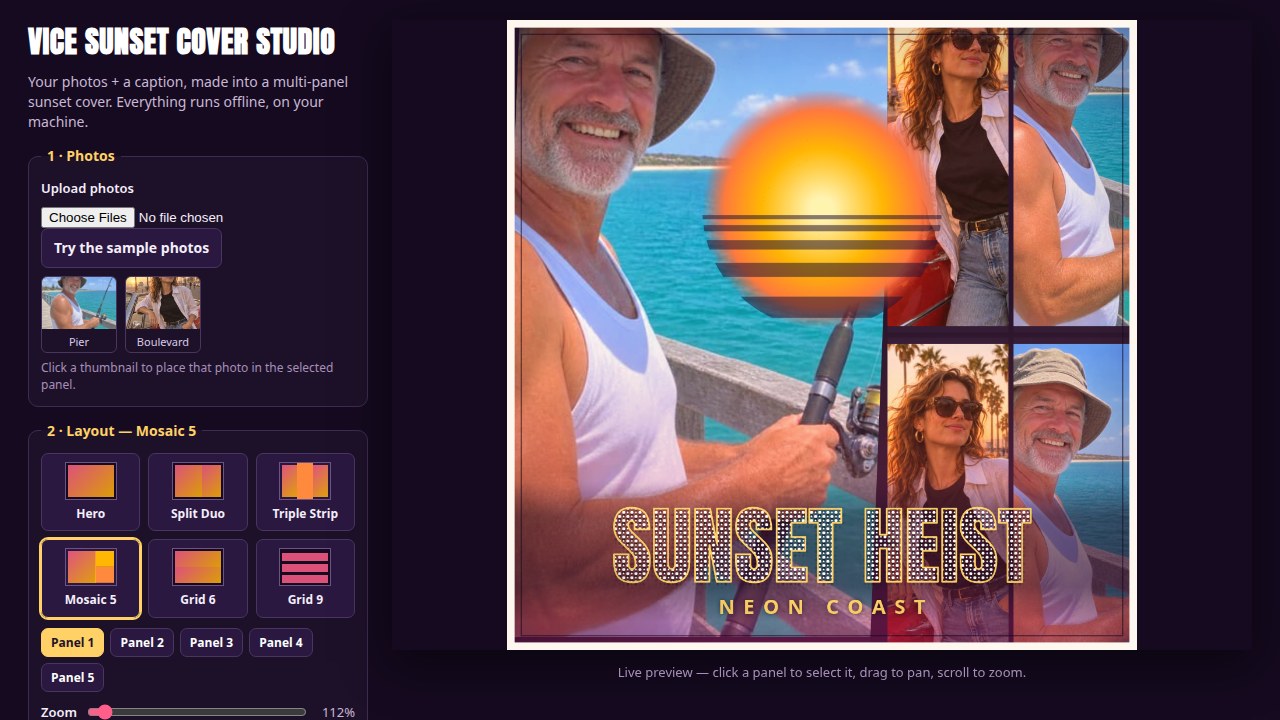 VICE SUNSET COVER STUDIO
Your photos + a caption, made into a multi-panel
sunset cover. Everything runs offline, on your
machine.
1 · Photos
Upload photos
Choose Files No file chosen
Try the sample photos
Pier
Boulevard
Click a thumbnail to place that photo in the selected
panel.
2 · Layout — Mosaic 5
Hero
Split Duo
Triple Strip
Mosaic 5
Grid 6
Grid 9
Panel 1
Panel 2
Panel 3
Panel 4
Panel 5
Zoom
112%
SUNSET HEIST
NEON COAST
Live preview — click a panel to select it, drag to pan, scroll to zoom.